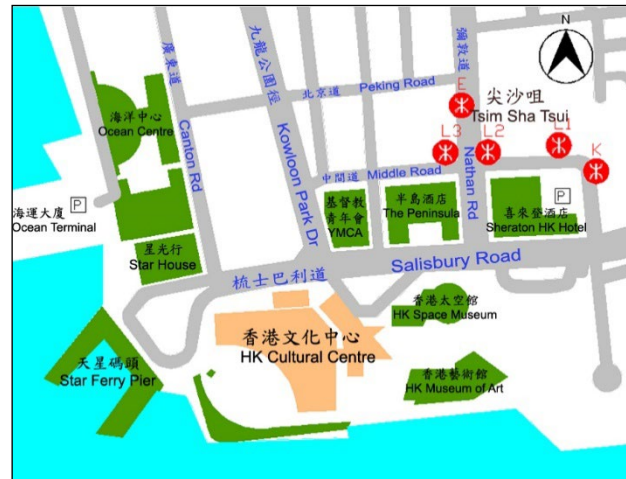 N
彌敦道
九龍公園徑
廣東道
Peking Road
北京道
E
尖沙咀
Tsim Sha Tsui
海洋中心
Ocean Centre
Canton Rd
Kowloon Park Dr
L3
L2
L1
K
Nathan Rd
中間道 Middle Road
P
海運大廈
Ocean Terminal
基督教
青年會
YMCA
半島酒店
The Peninsula
P
喜來登酒店
Sheraton HK Hotel
星光行
Star House
梳士巴利道
Salisbury Road
香港太空館
HK Space Museum
香港文化中心
HK Cultural Centre
天星碼頭
Star Ferry Pier
香港藝術館
HK Museum of Art